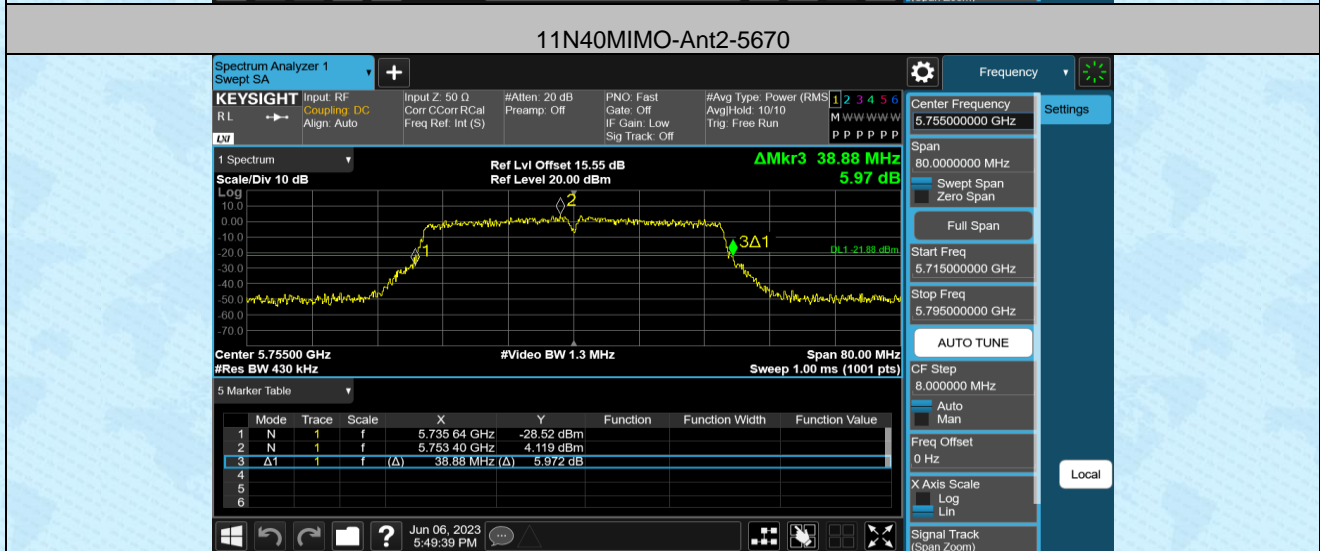 (Span Zoom)
11N40MIMO-Ant2-5670
Spectrum Analyzer 1
Swept SA
+
Frequency
KEYSIGHT
R L
LXI
Input: RF
Coupling: DC
Align: Auto
Input Z: 50 Ω
Corr CCorr RCal
Freq Ref: Int (S)
#Atten: 20 dB
Preamp: Off
PNO: Fast
Gate: Off
IF Gain: Low
Sig Track: Off
#Avg Type: Power (RMS
Avg|Hold: 10/10
Trig: Free Run
1 2 3 4 5 6
M W W W W W
P P P P P P
Center Frequency
5.755000000 GHz
Settings
1 Spectrum
Scale/Div 10 dB
Ref Lvl Offset 15.55 dB
Ref Level 20.00 dBm
ΔMkr3 38.88 MHz
5.97 dB
Log
10.0
0.00
-10.0
-20.0
-30.0
-40.0
-50.0
-60.0
-70.0
2
1
3Δ1
DL1 -21.88 dBm
Center 5.75500 GHz
#Res BW 430 kHz
#Video BW 1.3 MHz
Span 80.00 MHz
Sweep 1.00 ms (1001 pts)
Span
80.0000000 MHz
Swept Span
Zero Span
Full Span
Start Freq
5.715000000 GHz
Stop Freq
5.795000000 GHz
AUTO TUNE
CF Step
8.000000 MHz
Auto
Man
Freq Offset
0 Hz
X Axis Scale
Log
Lin
Signal Track
(Span Zoom)
Local
5 Marker Table
Mode Trace Scale X Y Function Function Width Function Value
1 N 1 f 5.735 64 GHz -28.52 dBm
2 N 1 f 5.753 40 GHz 4.119 dBm
3 Δ1 1 f (Δ) 38.88 MHz (Δ) 5.972 dB
4
5
6
?
Jun 06, 2023
5:49:39 PM